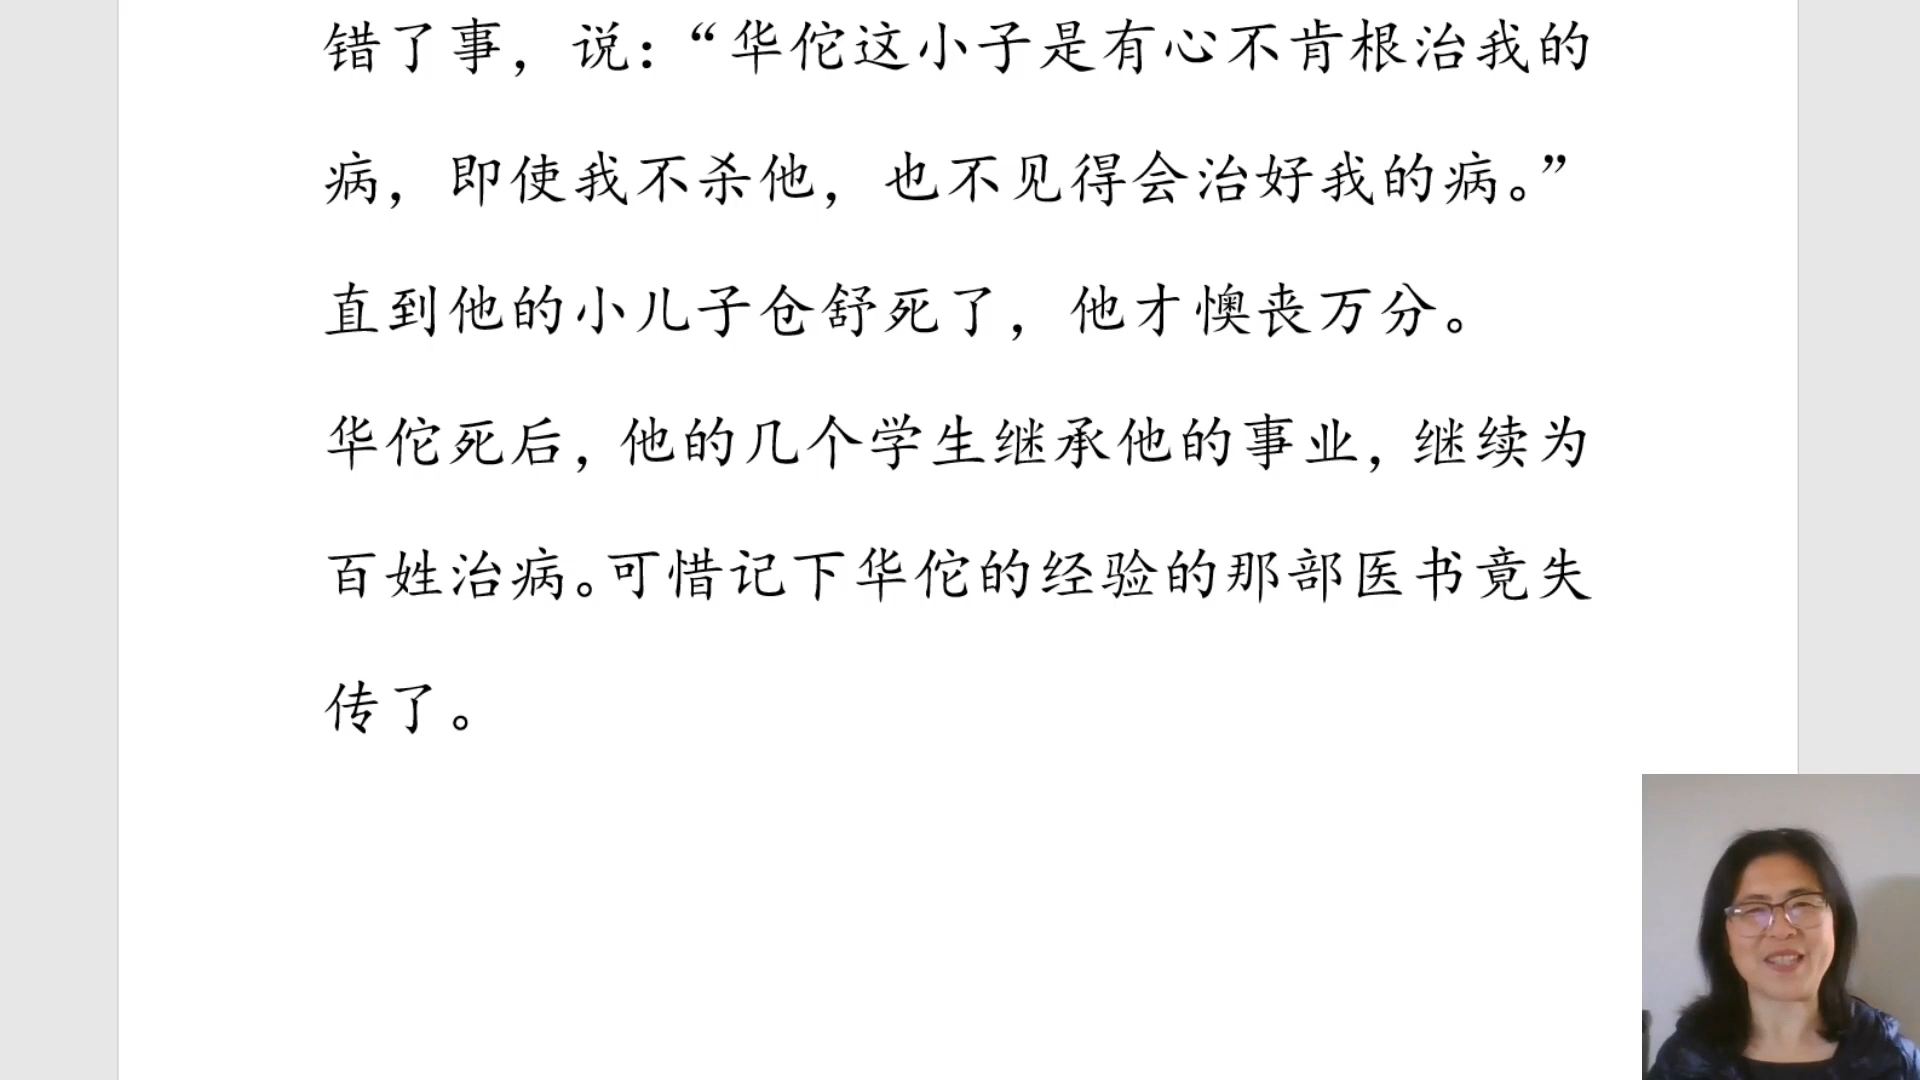 错了事，说：“华佗这小子是有心不肯根治我的
病，即使我不杀他，也不见得会治好我的病。”
直到他的小儿子仓舒死了，他才懊丧万分。
华佗死后，他的几个学生继承他的事业，继续为
百姓治病。可惜记下华佗的经验的那部医书竟失
传了。